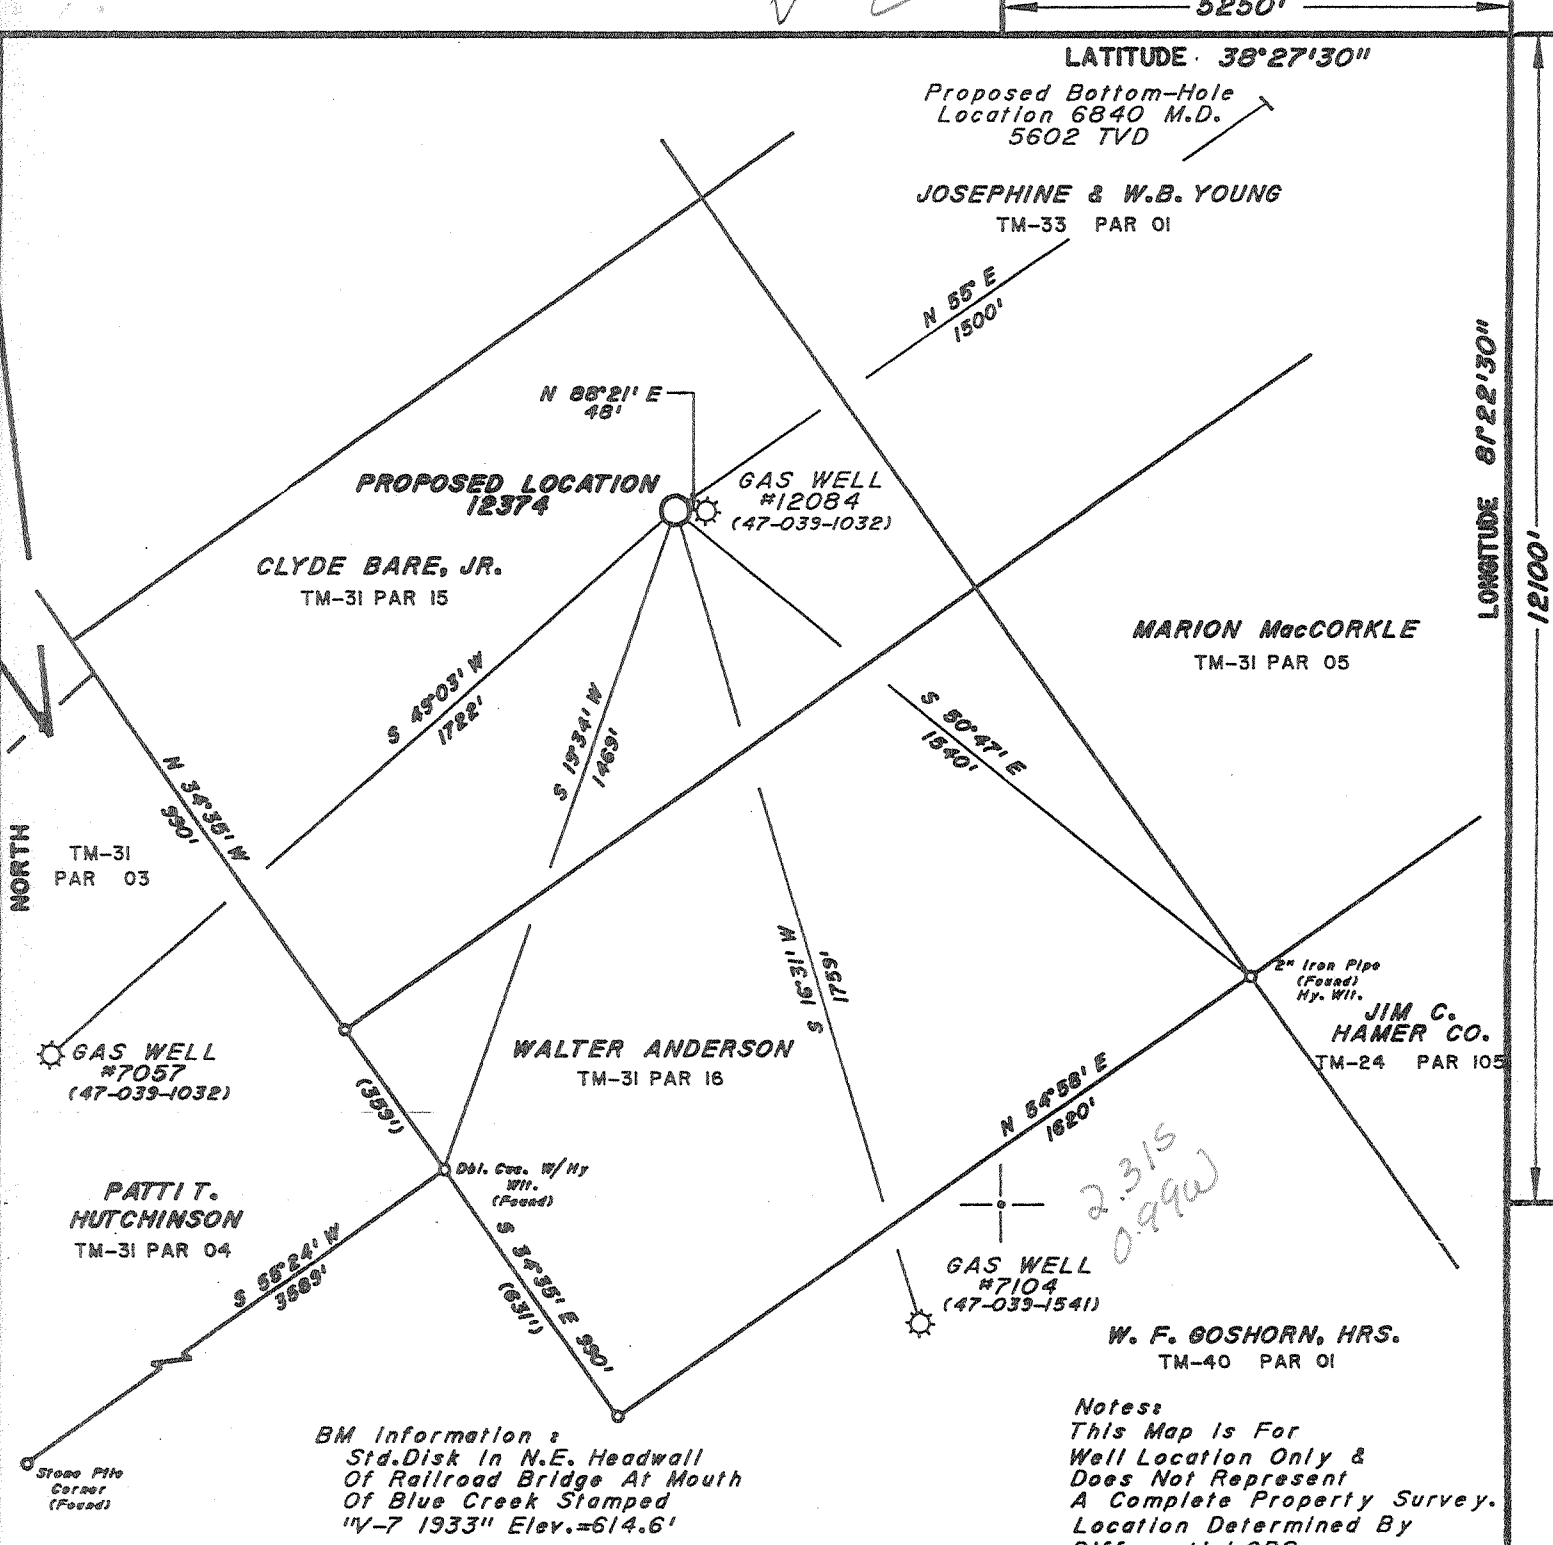 5250'
LATITUDE 38°27'30"
Proposed Bottom-Hole
Location 6840 M.D.
5602 TVD
JOSEPHINE & W.B. YOUNG
TM-33 PAR 01
N 55° E
1500'
N 88°21' E
48'
PROPOSED LOCATION
12374
GAS WELL
#12084
(47-039-1032)
CLYDE BARE, JR.
TM-31 PAR 15
LONGITUDE 81°22'30"
12100'
MARION MacCORKLE
TM-31 PAR 05
S 49°03' W
1722'
S 19°34' W
1469'
S 50°47' E
1540'
N 34°35' W
990'
NORTH
TM-31
PAR 03
S 16°31' W
1759'
2" Iron Pipe
(Found)
Hy. Wit.
JIM C.
HAMER CO.
TM-24 PAR 105
GAS WELL
#7057
(47-039-1032)
WALTER ANDERSON
TM-31 PAR 16
(359')
N 54°58' E
1620'
2.31S
0.99W
Dbl. Cuc. W/Hy
Wit.
(Found)
PATTI T.
HUTCHINSON
TM-31 PAR 04
S 55°24' W
3589'
S 34°35' E 990'
(631')
GAS WELL
#7104
(47-039-1541)
W. F. GOSHORN, HRS.
TM-40 PAR 01
Stone Pile
Corner
(Found)
BM Information :
Std.Disk In N.E. Headwall
Of Railroad Bridge At Mouth
Of Blue Creek Stamped
"V-7 1933" Elev.=614.6'
Notes:
This Map Is For
Well Location Only &
Does Not Represent
A Complete Property Survey.
Location Determined By